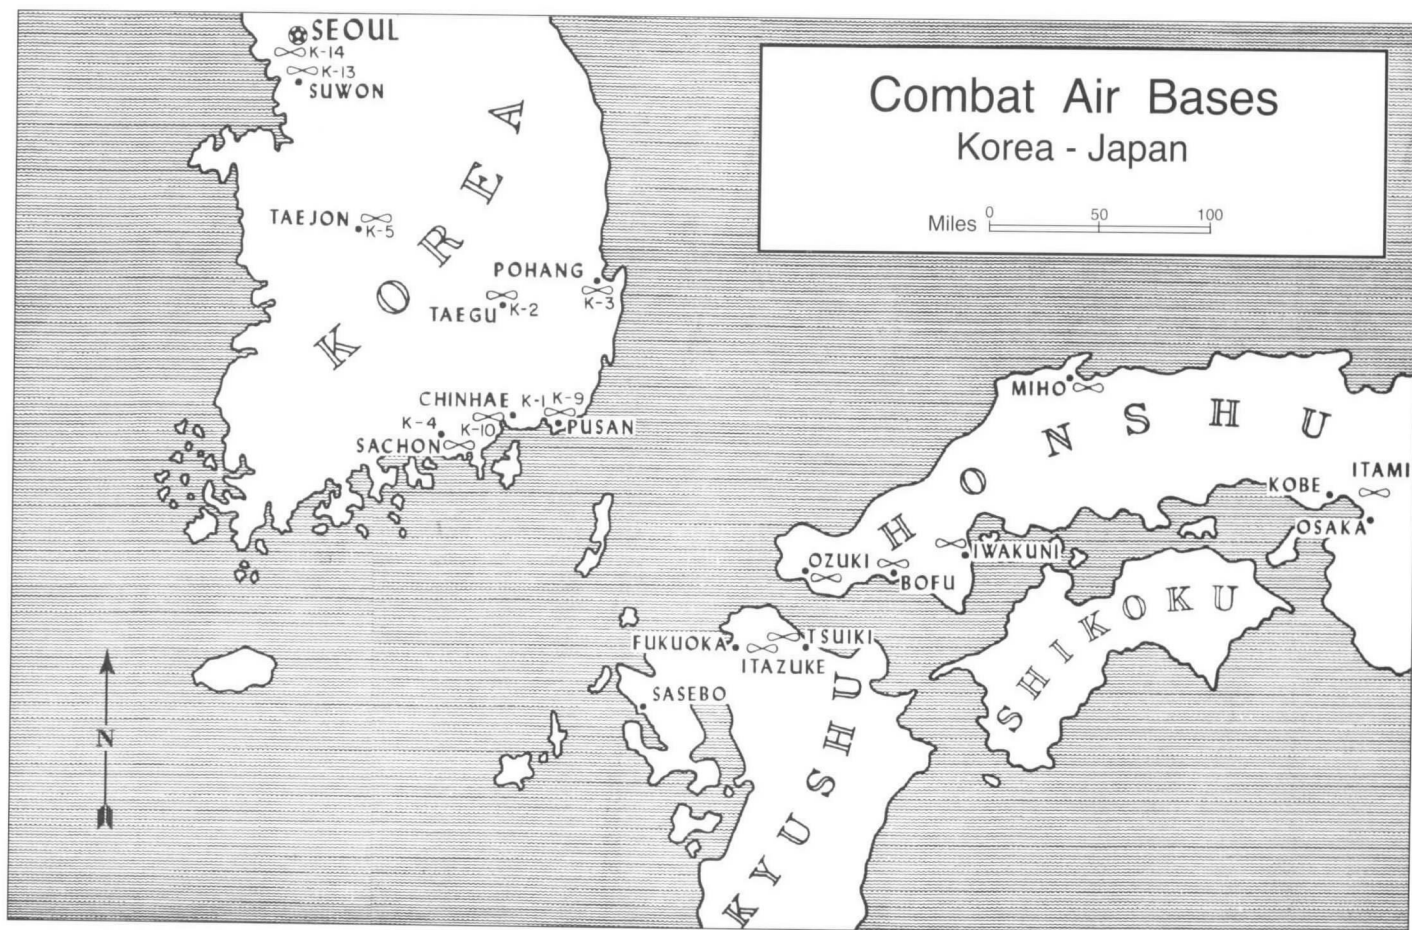 SEOUL
K-14
K-13
SUWON
Combat Air Bases
Korea - Japan
Miles 0 50 100
KOREA
TAEJON
K-5
POHANG
K-3
TAEGU K-2
CHINHAE K-1 K-9
K-4 K-10 PUSAN
SACHON
MIHO
HONSHU
ITAMI
KOBE
OSAKA
OZUKI
BOFU
IWAKUNI
SHIKOKU
FUKUOKA TSUIKI
ITAZUKE
SASEBO
KYUSHU
N